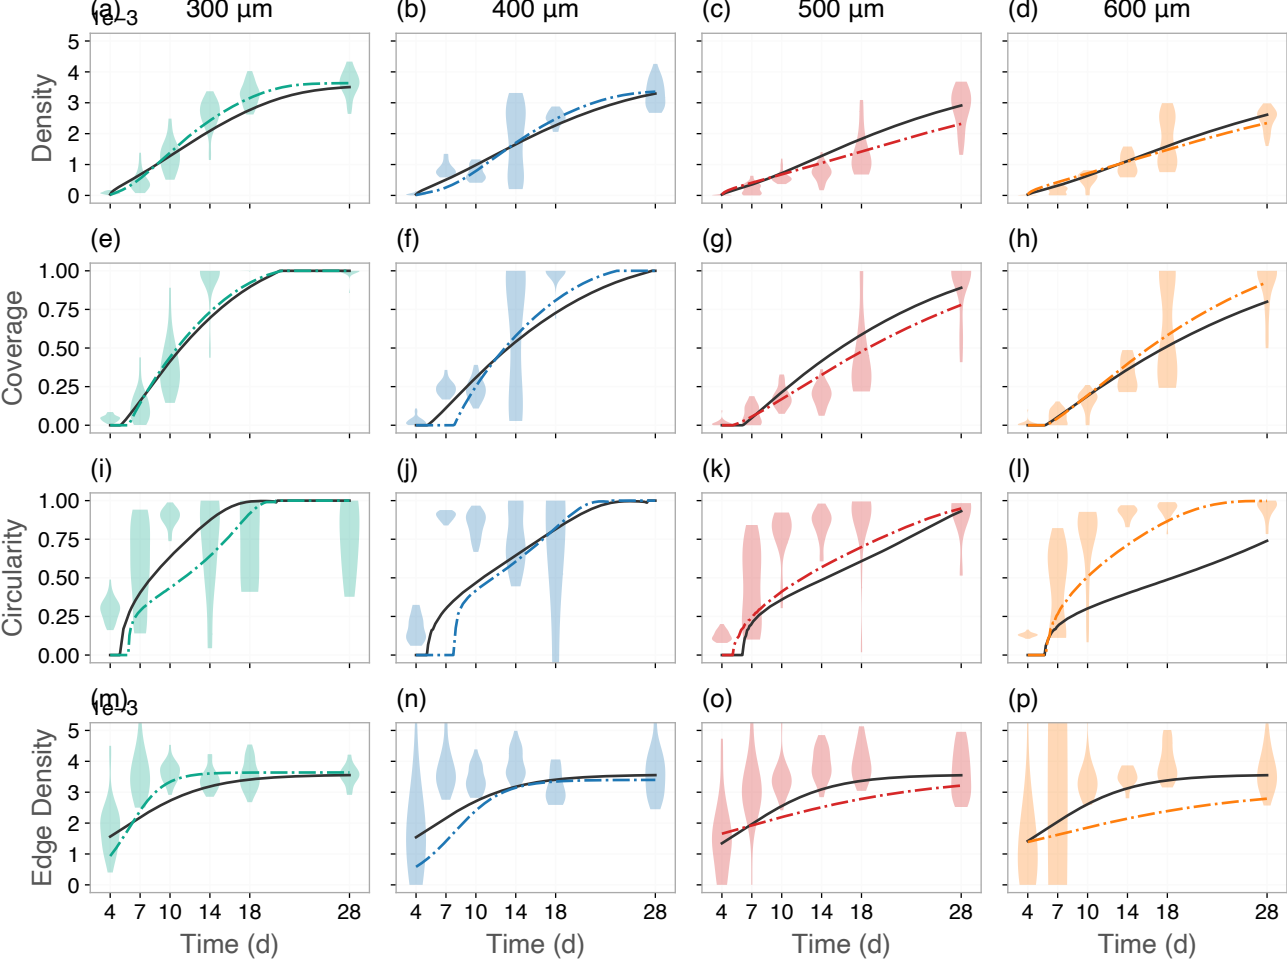 (a) 300 µm (b) 400 µm (c) 500 µm (d) 600 µm
1e−3
Density
5
4
3
2
1
0
(e) (f) (g) (h)
Coverage
1.00
0.75
0.50
0.25
0.00
(i) (j) (k) (l)
Circularity
1.00
0.75
0.50
0.25
0.00
(m) (n) (o) (p)
1e−3
Edge Density
5
4
3
2
1
0
4 7 10 14 18 28 4 7 10 14 18 28 4 7 10 14 18 28 4 7 10 14 18 28
Time (d) Time (d) Time (d) Time (d)